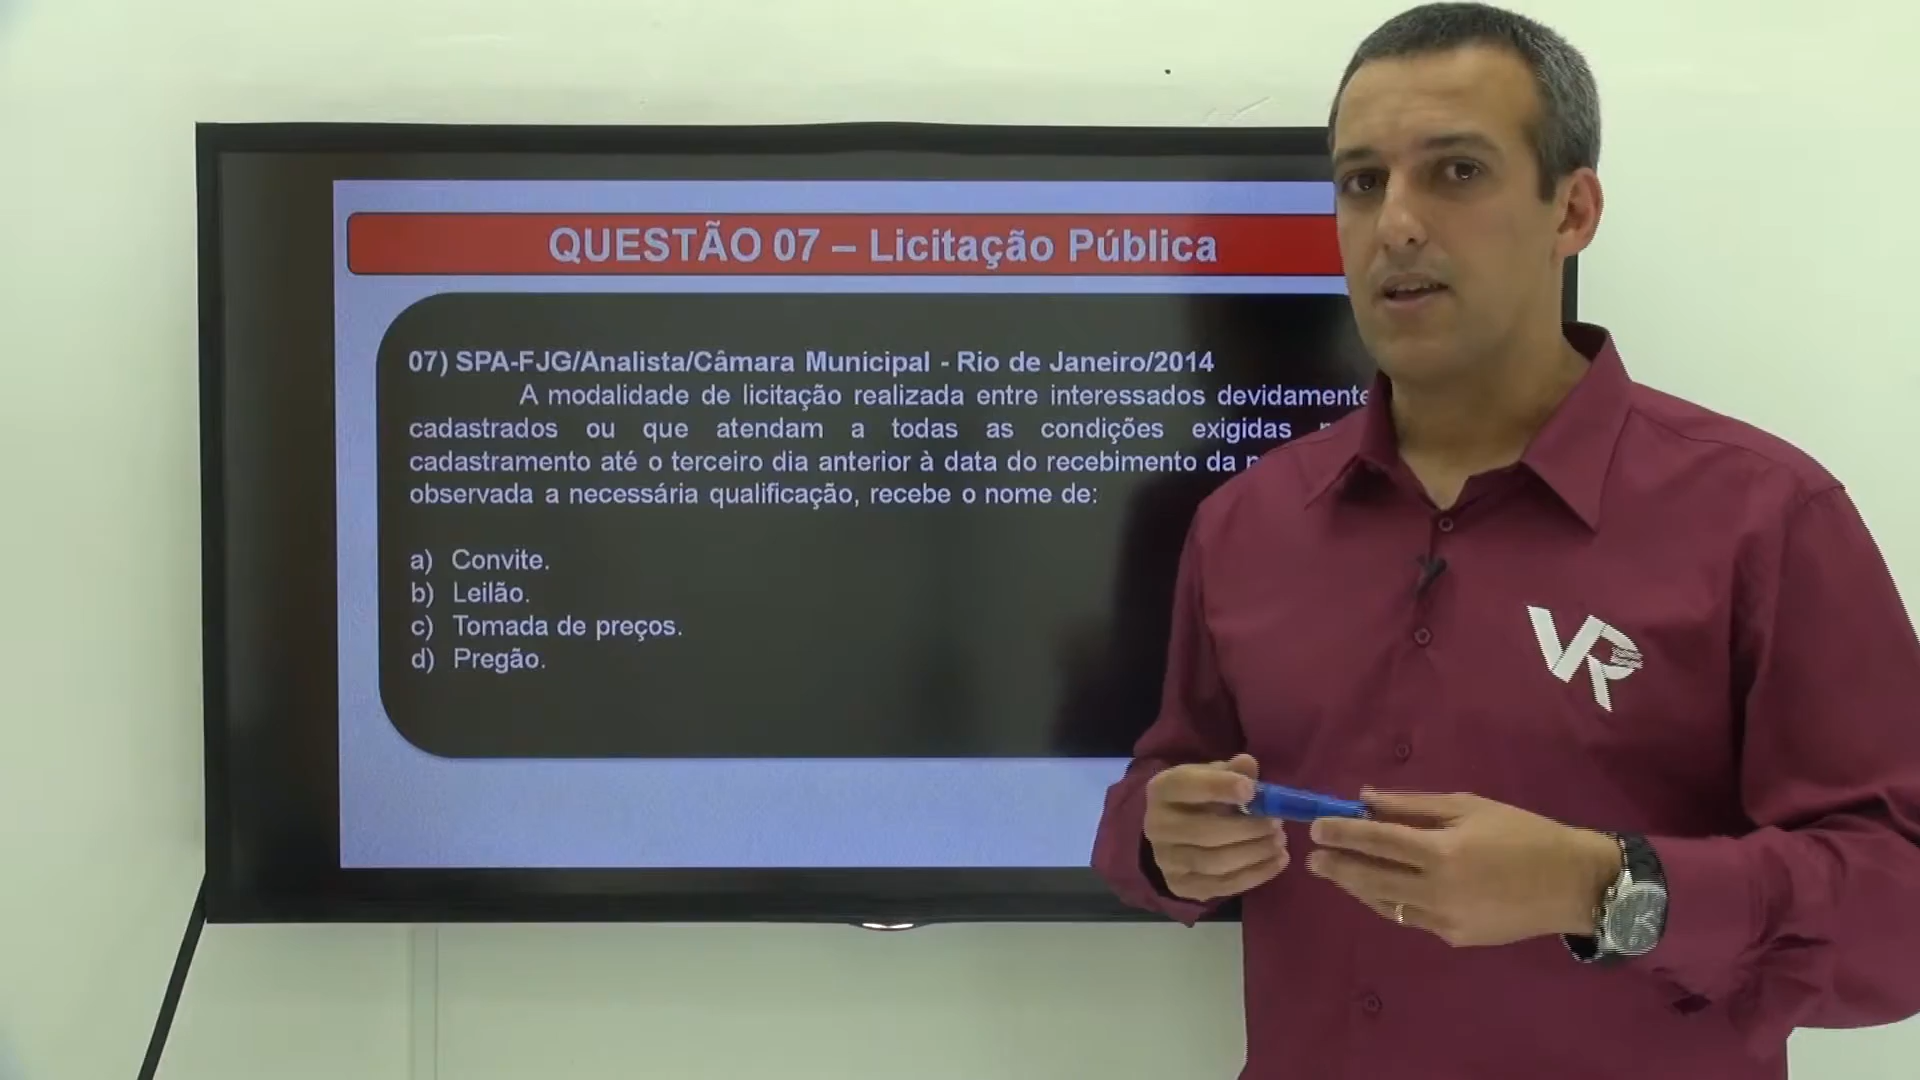 QUESTÃO 07 – Licitação Pública
07) SPA-FJG/Analista/Câmara Municipal - Rio de Janeiro/2014
A modalidade de licitação realizada entre interessados devidamente
cadastrados ou que atendam a todas as condições exigidas
cadastramento até o terceiro dia anterior à data do recebimento da
observada a necessária qualificação, recebe o nome de:
a) Convite.
b) Leilão.
c) Tomada de preços.
d) Pregão.
VP